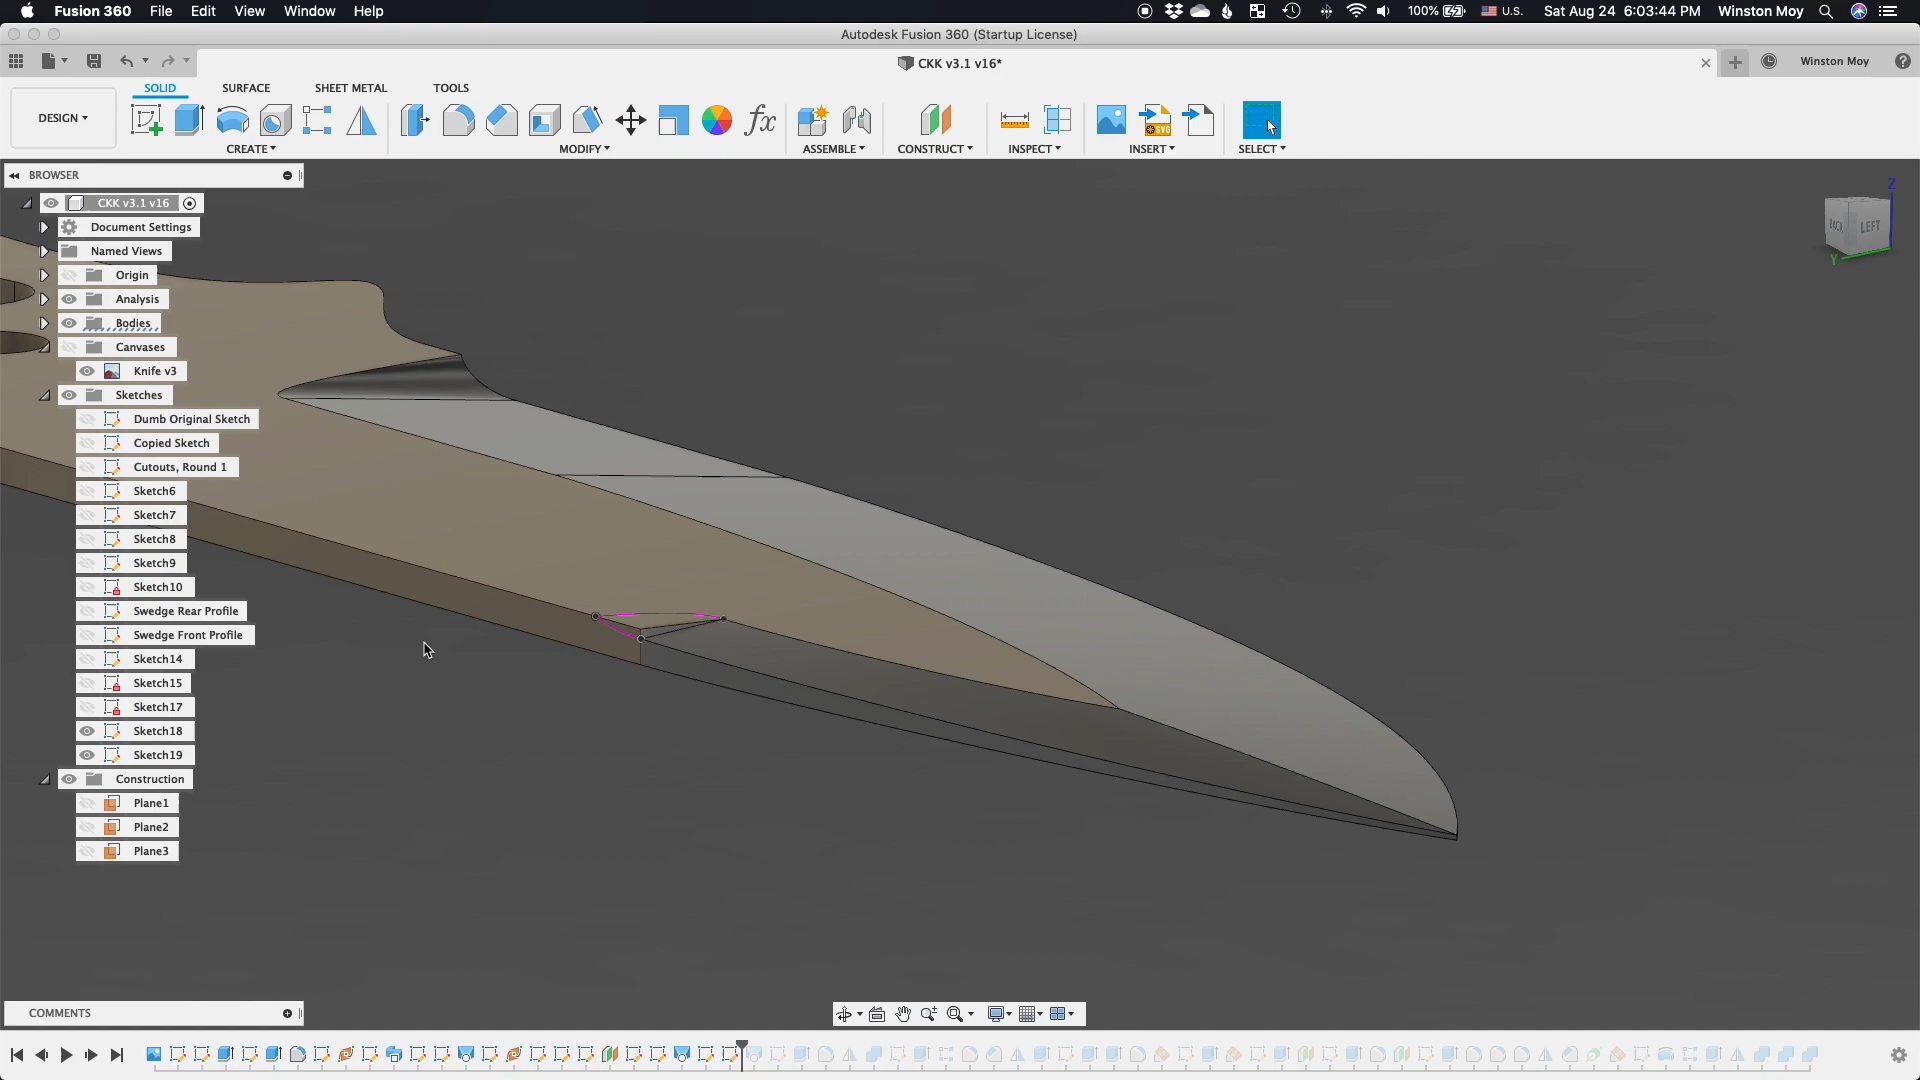 Fusion 360 File Edit View Window Help 100% U.S. Sat Aug 24 6:03:44 PM Winston Moy
Autodesk Fusion 360 (Startup License)
CKK v3.1 v16* Winston Moy
SOLID SURFACE SHEET METAL TOOLS
DESIGN
CREATE MODIFY ASSEMBLE CONSTRUCT INSPECT INSERT SELECT
BROWSER
CKK v3.1 v16
Document Settings
Named Views
Origin
Analysis
Bodies
Canvases
Knife v3
Sketches
Dumb Original Sketch
Copied Sketch
Cutouts, Round 1
Sketch6
Sketch7
Sketch8
Sketch9
Sketch10
Swedge Rear Profile
Swedge Front Profile
Sketch14
Sketch15
Sketch17
Sketch18
Sketch19
Construction
Plane1
Plane2
Plane3
Z
BACK LEFT
Y
COMMENTS